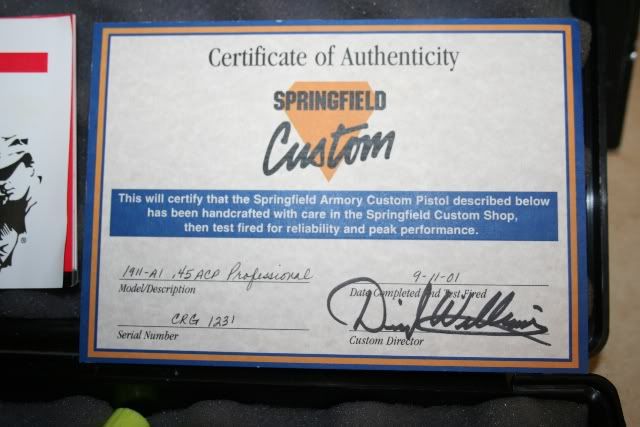 Certificate of Authenticity
SPRINGFIELD
Custom
This will certify that the Springfield Armory Custom Pistol described below
has been handcrafted with care in the Springfield Custom Shop,
then test fired for reliability and peak performance.
1911-A1 .45 ACP Professional
Model/Description
9-11-01
Date Completed and Test Fired
CRG 1231
Serial Number
Custom Director
®